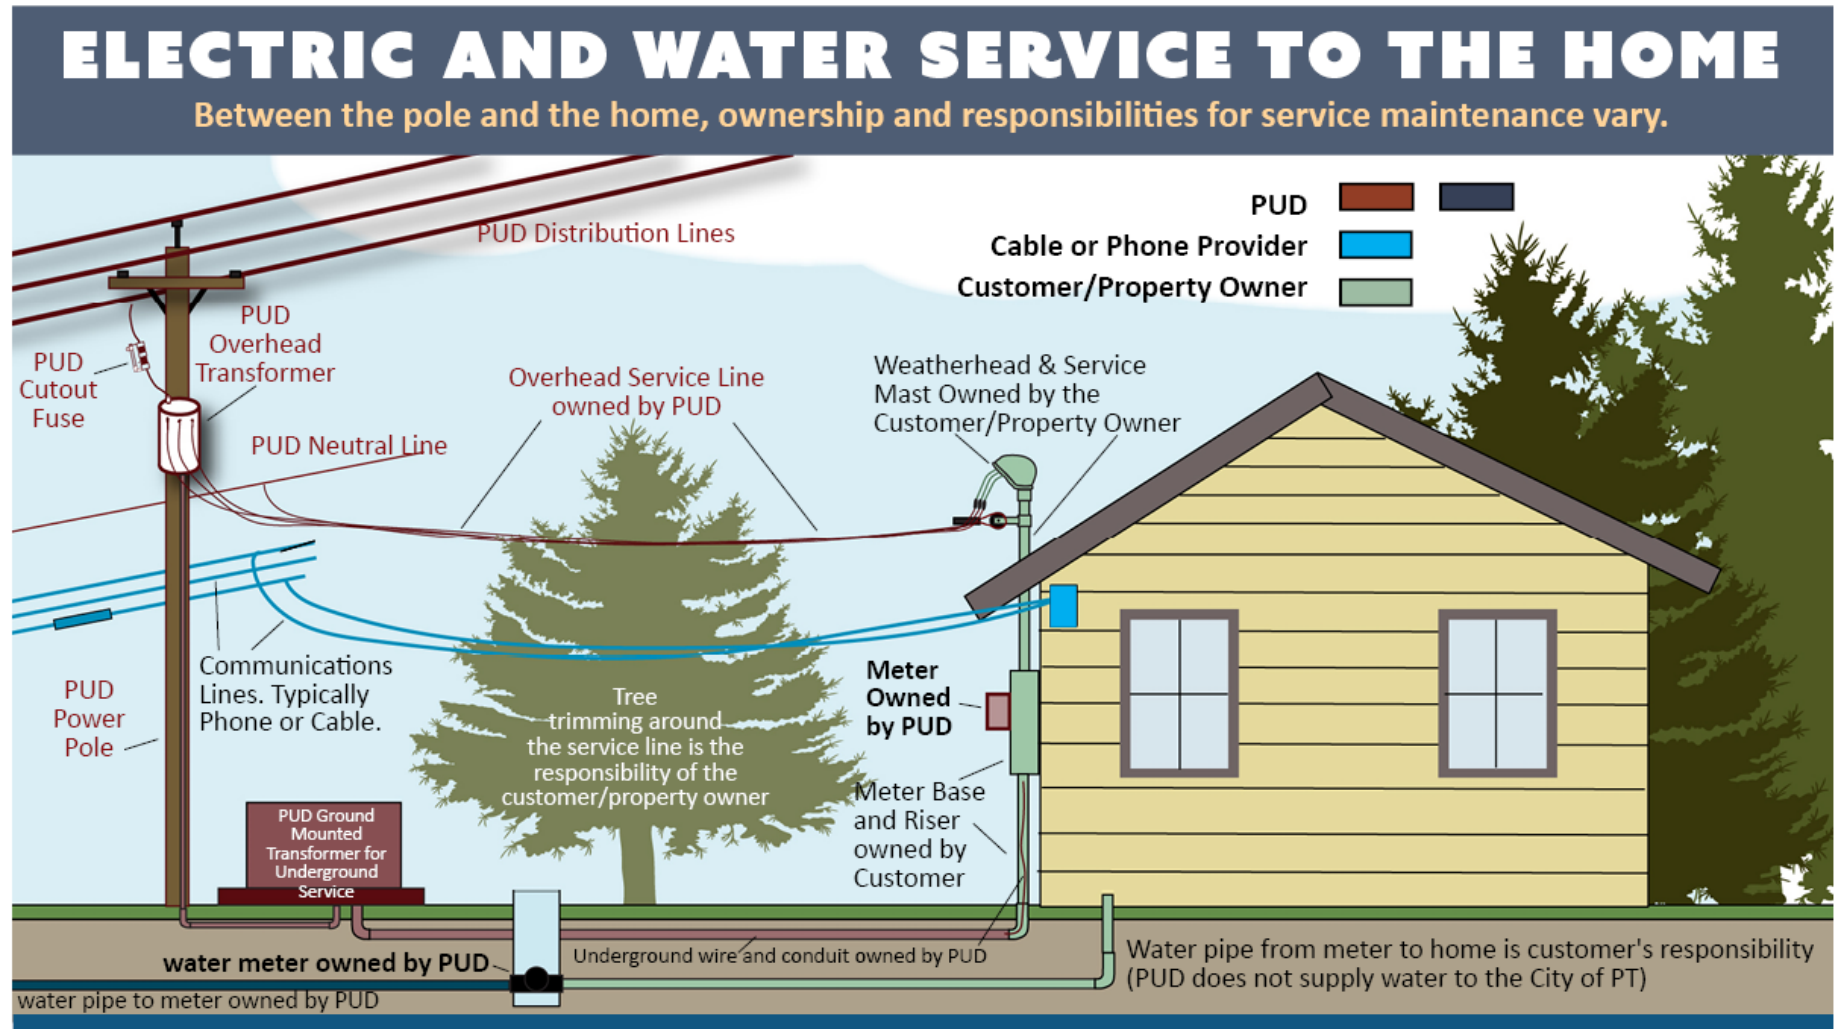 ELECTRIC AND WATER SERVICE TO THE HOME
Between the pole and the home, ownership and responsibilities for service maintenance vary.
PUD
Cable or Phone Provider
Customer/Property Owner
PUD Distribution Lines
PUD
Overhead
Transformer
PUD
Cutout
Fuse
Overhead Service Line
owned by PUD
Weatherhead & Service
Mast Owned by the
Customer/Property Owner
PUD Neutral Line
Communications
Lines. Typically
Phone or Cable.
PUD
Power
Pole
Tree
trimming around
the service line is the
responsibility of the
customer/property owner
Meter
Owned
by PUD
Meter Base
and Riser
owned by
Customer
PUD Ground
Mounted
Transformer for
Underground
Service
Underground wire and conduit owned by PUD
water meter owned by PUD
water pipe to meter owned by PUD
Water pipe from meter to home is customer's responsibility
(PUD does not supply water to the City of PT)